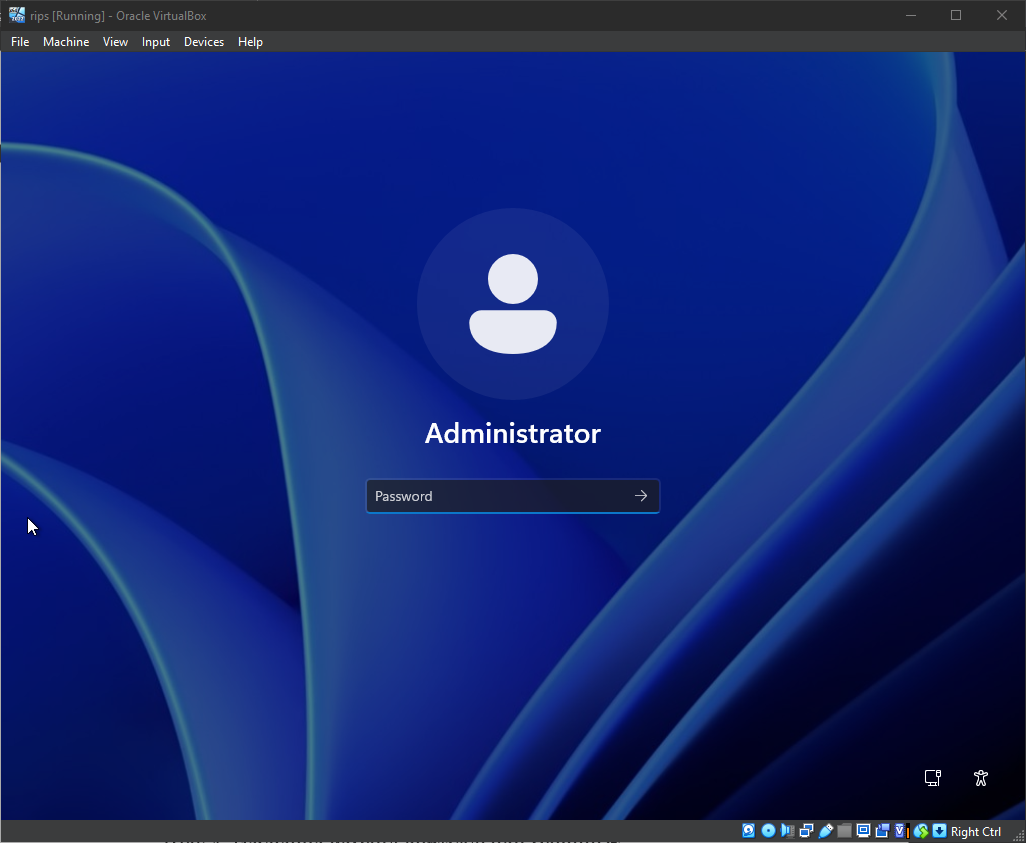 rips [Running] - Oracle VirtualBox
File Machine View Input Devices Help
Administrator
Password
Right Ctrl